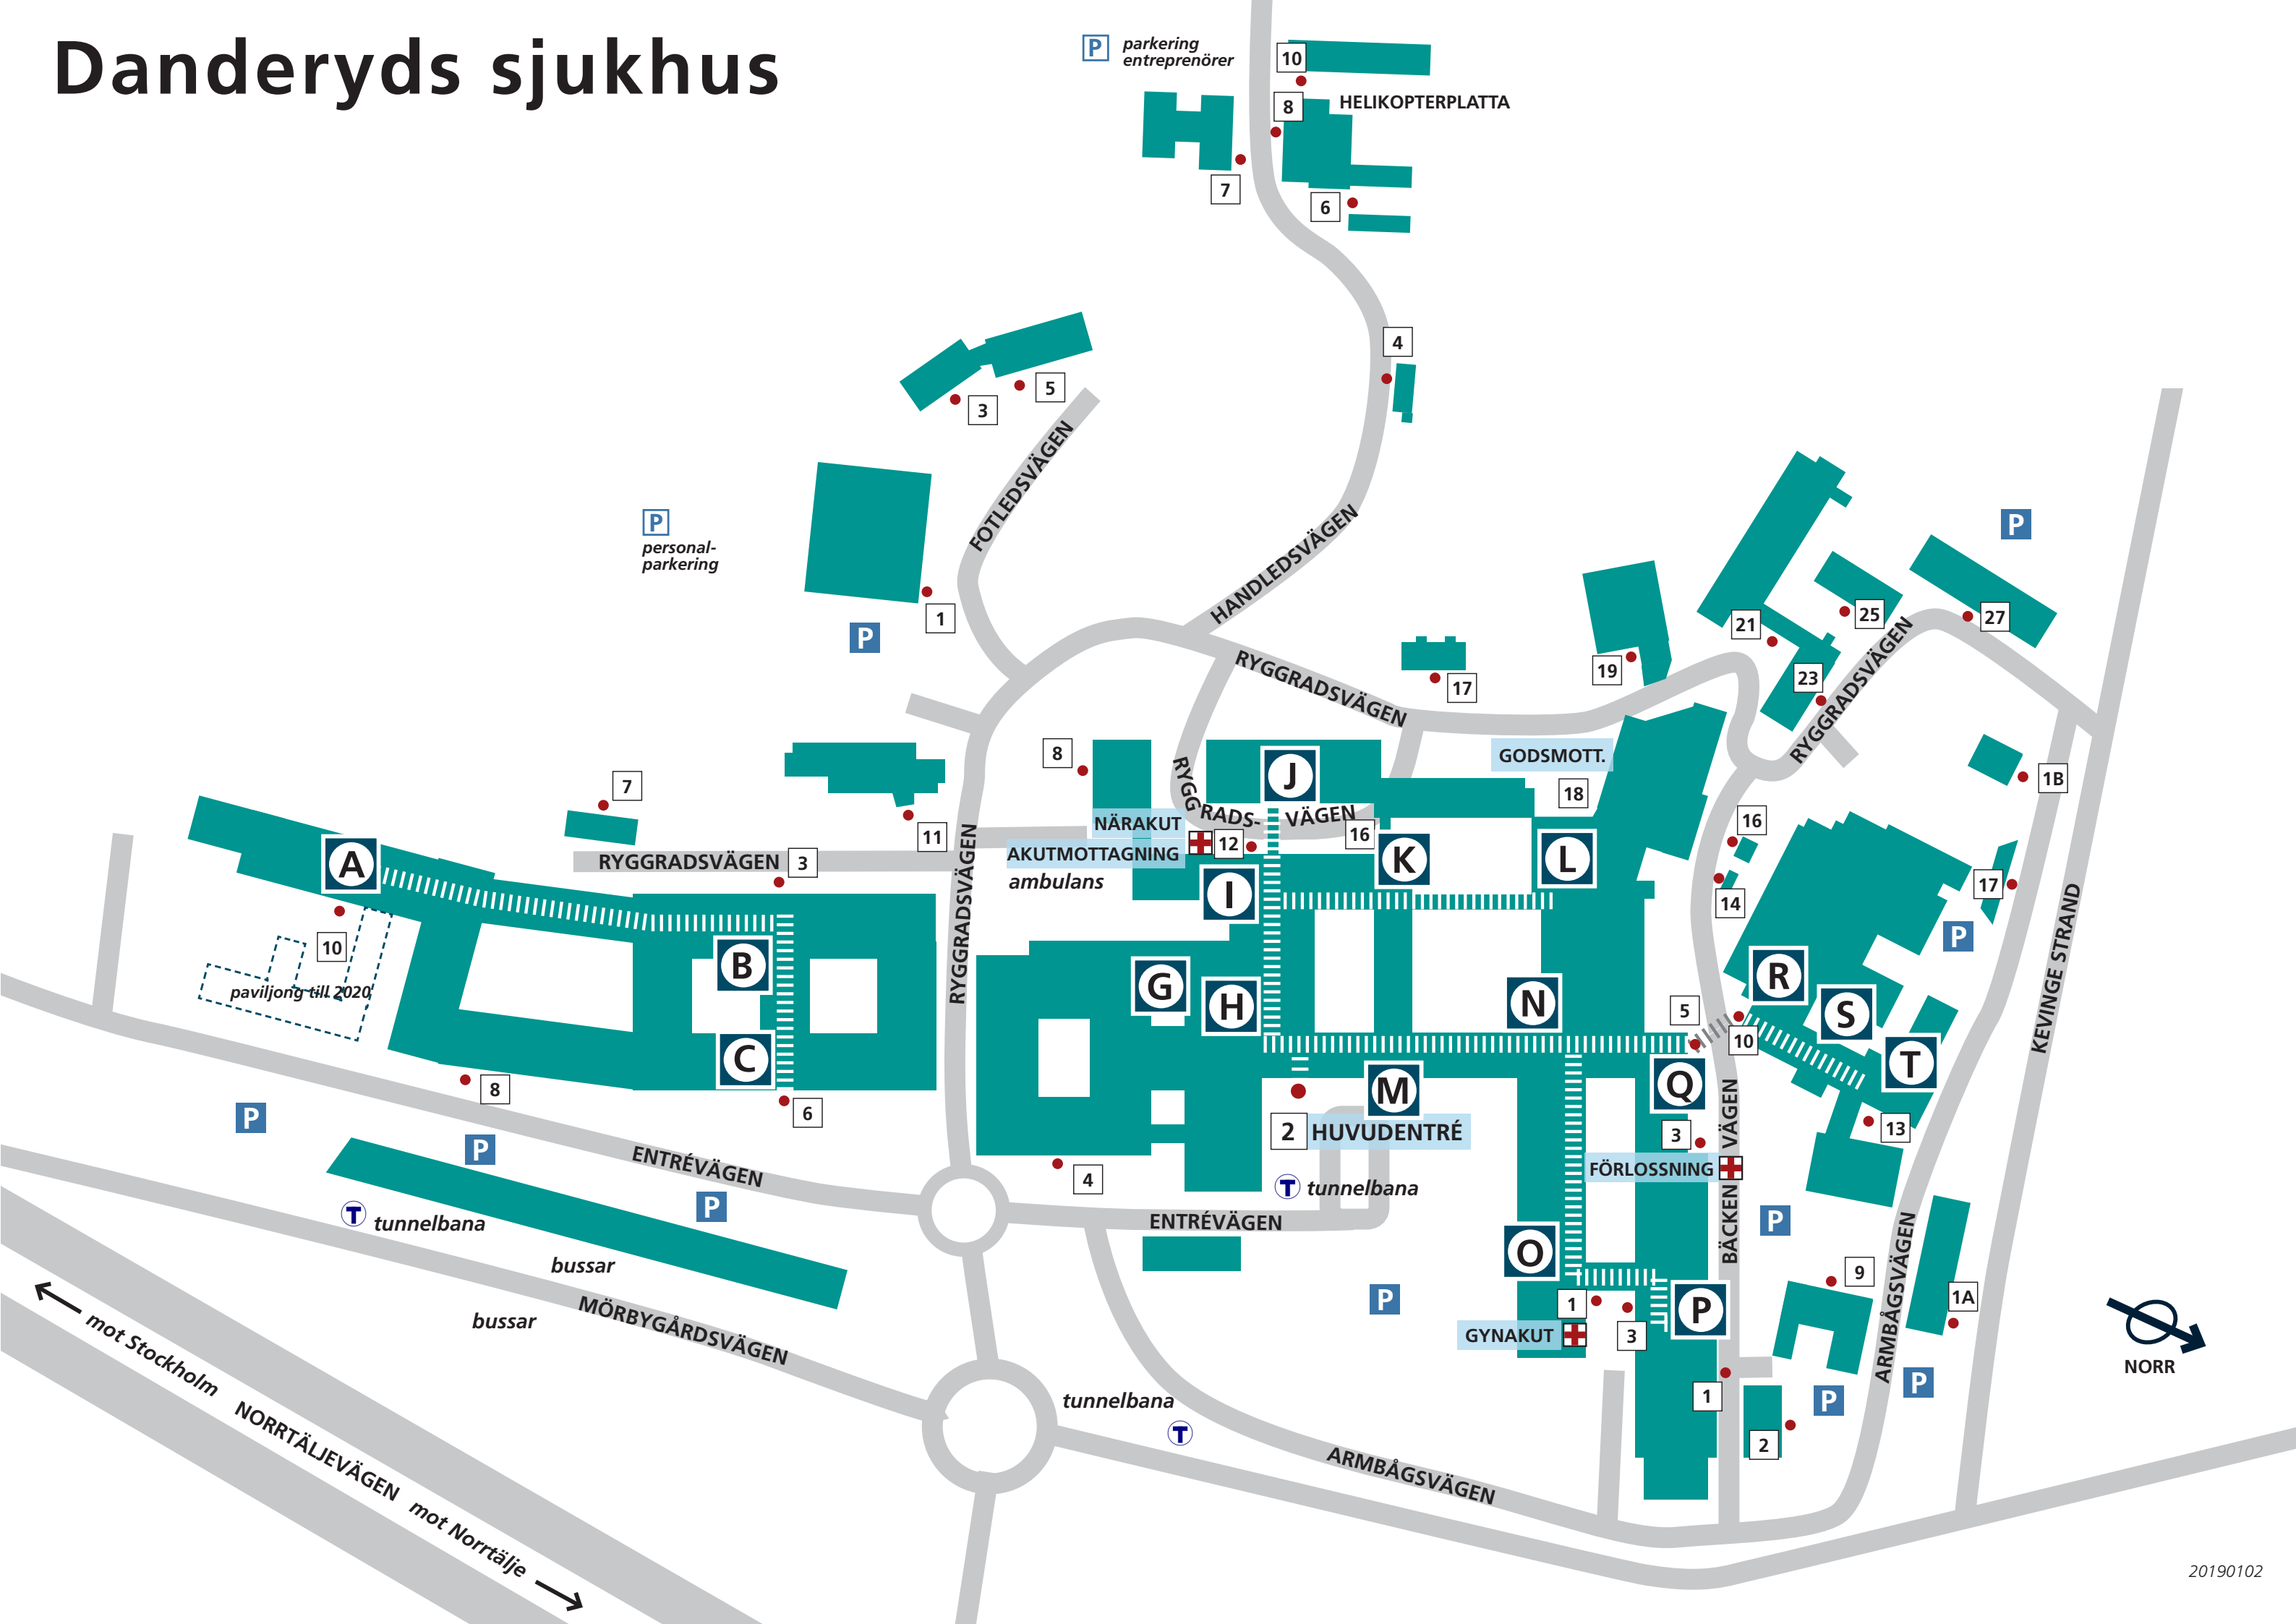 Danderyds sjukhus
P
parkering
entreprenörer
10
8
HELIKOPTERPLATTA
7
6
4
5
3
FOTLEDSVÄGEN
P
personal-
parkering
1
P
HANDLEDSVÄGEN
P
21
25
27
19
23
17
RYGGRADSVÄGEN
RYGGRADSVÄGEN
8
J
GODSMOTT.
18
1B
7
11
RYGGRADS-
VÄGEN
NÄRAKUT
12
16
16
AKUTMOTTAGNING
ambulans
A
RYGGRADSVÄGEN
3
RYGGRADSVÄGEN
I
K
L
14
17
P
KEVINGE STRAND
10
paviljong till 2020
B
G
H
N
R
S
5
10
T
C
8
6
M
Q
P
P
2
HUVUDENTRÉ
3
13
ENTRÉVÄGEN
4
FÖRLOSSNING
BÄCKEN VÄGEN
T
tunnelbana
P
T
tunnelbana
P
ENTRÉVÄGEN
bussar
O
9
ARMBÅGSVÄGEN
1A
bussar
MÖRBYGÅRDSVÄGEN
P
1
3
P
GYNAKUT
NORR
mot Stockholm
NORRTÄLJEVÄGEN
mot Norrtälje
tunnelbana
T
1
P
P
2
ARMBÅGSVÄGEN
20190102